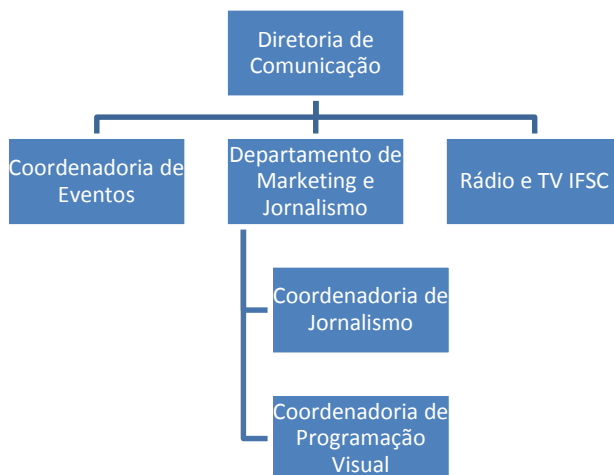 Diretoria de
Comunicação
Coordenadoria de
Eventos
Departamento de
Marketing e
Jornalismo
Rádio e TV IFSC
Coordenadoria de
Jornalismo
Coordenadoria de
Programação
Visual